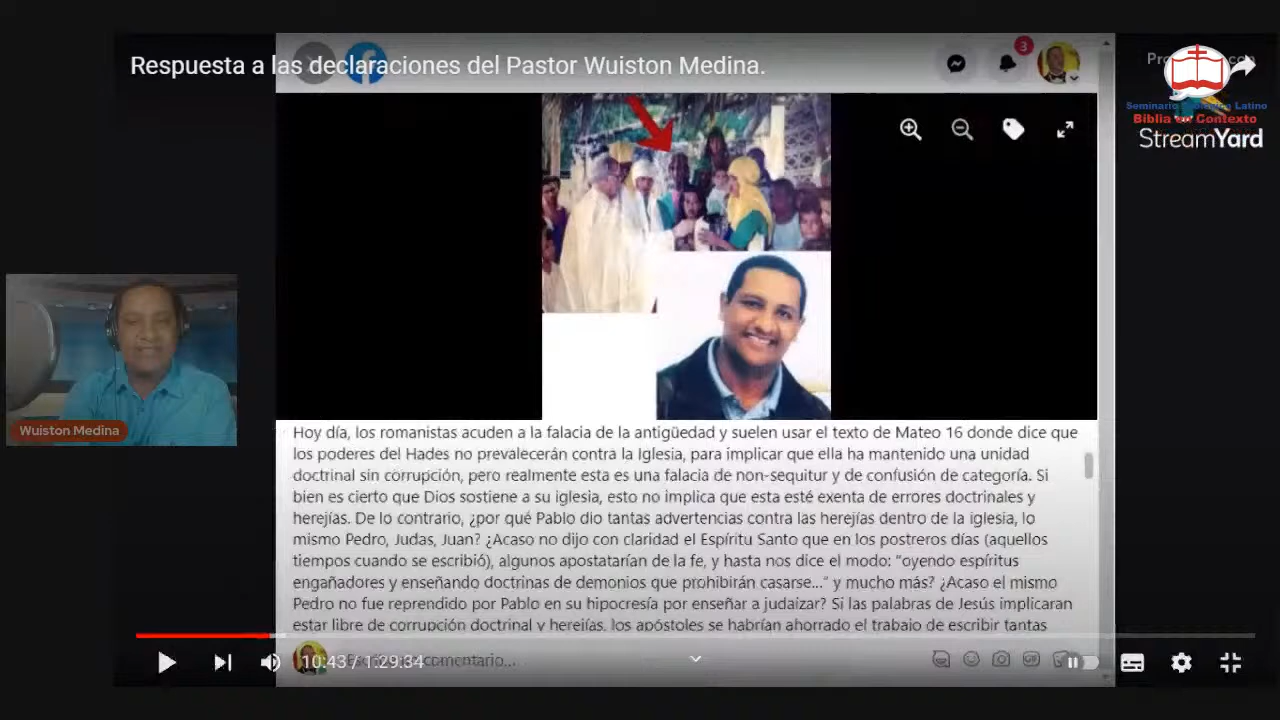 Respuesta a las declaraciones del Pastor Wuiston Medina.
3
Biblia en Contexto
StreamYard
Wuiston Medina
Hoy día, los romanistas acuden a la falacia de la antigüedad y suelen usar el texto de Mateo 16 donde dice que
los poderes del Hades no prevalecerán contra la Iglesia, para implicar que ella ha mantenido una unidad
doctrinal sin corrupción, pero realmente esta es una falacia de non-sequitur y de confusión de categoría. Si
bien es cierto que Dios sostiene a su iglesia, esto no implica que esta esté exenta de errores doctrinales y
herejías. De lo contrario, ¿por qué Pablo dio tantas advertencias contra las herejías dentro de la iglesia, lo
mismo Pedro, Judas, Juan? ¿Acaso no dijo con claridad el Espíritu Santo que en los postreros días (aquellos
tiempos cuando se escribió), algunos apostatarían de la fe, y hasta nos dice el modo: "oyendo espíritus
engañadores y enseñando doctrinas de demonios que prohibirán casarse..." y mucho más? ¿Acaso el mismo
Pedro no fue reprendido por Pablo en su hipocresía por enseñar a judaizar? Si las palabras de Jesús implicaran
estar libre de corrupción doctrinal y herejías, los apóstoles se habrían ahorrado el trabajo de escribir tantas
10:43 / 1:29:34
comentario...
GIF